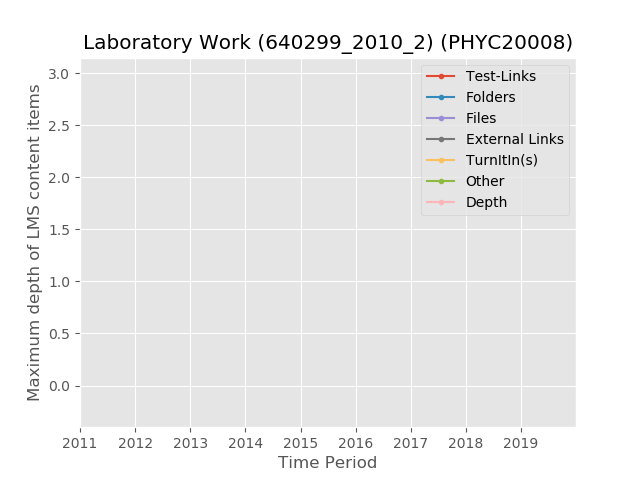 Laboratory Work (640299_2010_2) (PHYC20008)
Maximum depth of LMS content items
3.0
2.5
2.0
1.5
1.0
0.5
0.0
Test-Links
Folders
Files
External Links
TurnItIn(s)
Other
Depth
2011 2012 2013 2014 2015 2016 2017 2018 2019
Time Period